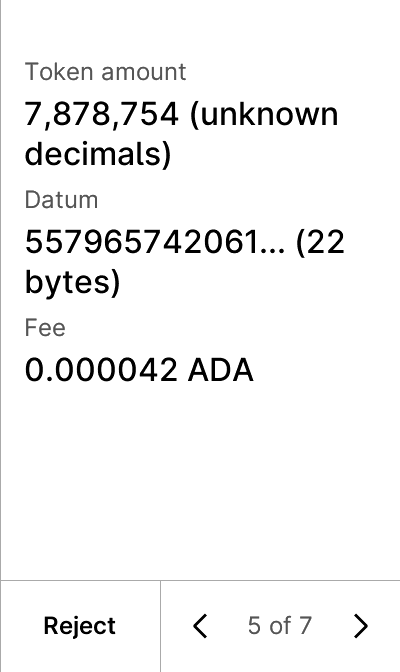 Token amount
7,878,754 (unknown
decimals)
Datum
557965742061... (22
bytes)
Fee
0.000042 ADA
Reject
5 of 7